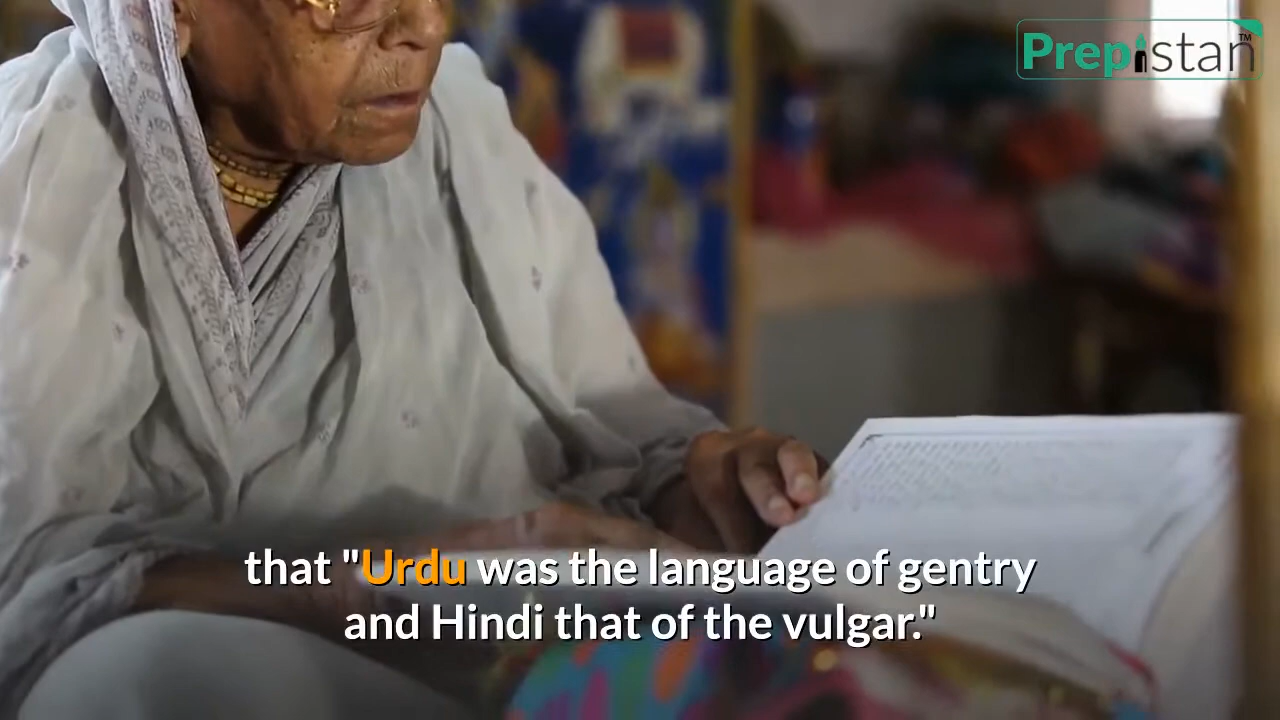 Prepistan™
that "Urdu was the language of gentry
and Hindi that of the vulgar."